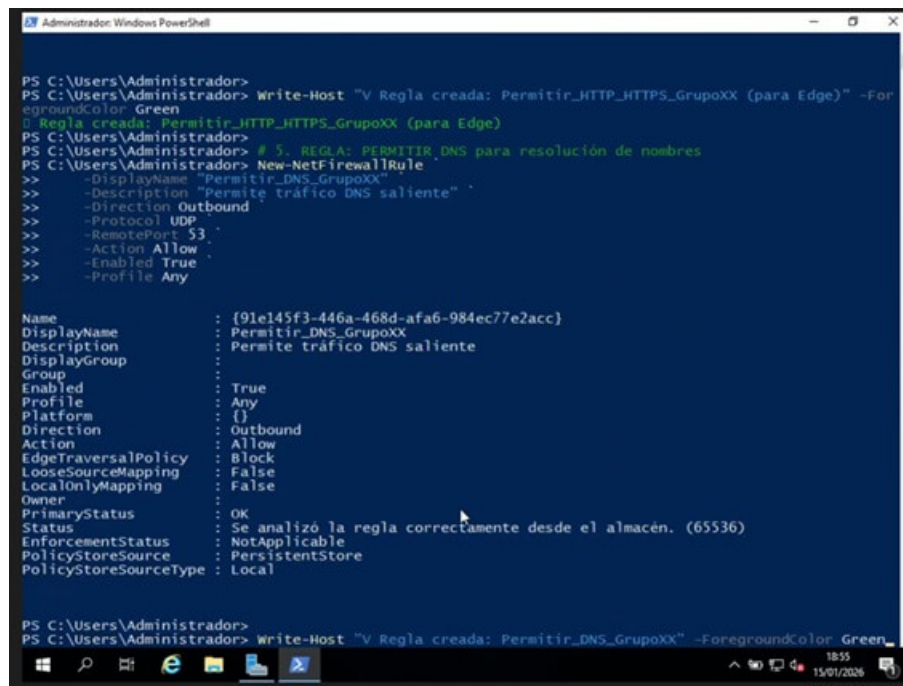 Administrador: Windows PowerShell
PS C:\Users\Administrador>
PS C:\Users\Administrador> Write-Host "V Regla creada: Permitir_HTTP_HTTPS_GrupoXX (para Edge)" -For
egroundColor Green
▯ Regla creada: Permitir_HTTP_HTTPS_GrupoXX (para Edge)
PS C:\Users\Administrador>
PS C:\Users\Administrador> # 5. REGLA: PERMITIR DNS para resolución de nombres
PS C:\Users\Administrador> New-NetFirewallRule `
>>     -DisplayName "Permitir_DNS_GrupoXX" `
>>     -Description "Permite tráfico DNS saliente" `
>>     -Direction Outbound `
>>     -Protocol UDP `
>>     -RemotePort 53 `
>>     -Action Allow `
>>     -Enabled True `
>>     -Profile Any
Name                  : {91e145f3-446a-468d-afa6-984ec77e2acc}
DisplayName           : Permitir_DNS_GrupoXX
Description           : Permite tráfico DNS saliente
DisplayGroup          :
Group                 :
Enabled               : True
Profile               : Any
Platform              : {}
Direction             : Outbound
Action                : Allow
EdgeTraversalPolicy   : Block
LooseSourceMapping    : False
LocalOnlyMapping      : False
Owner                 :
PrimaryStatus         : OK
Status                : Se analizó la regla correctamente desde el almacén. (65536)
EnforcementStatus     : NotApplicable
PolicyStoreSource     : PersistentStore
PolicyStoreSourceType : Local
PS C:\Users\Administrador>
PS C:\Users\Administrador> Write-Host "V Regla creada: Permitir_DNS_GrupoXX" -ForegroundColor Green_
18:55
15/01/2026